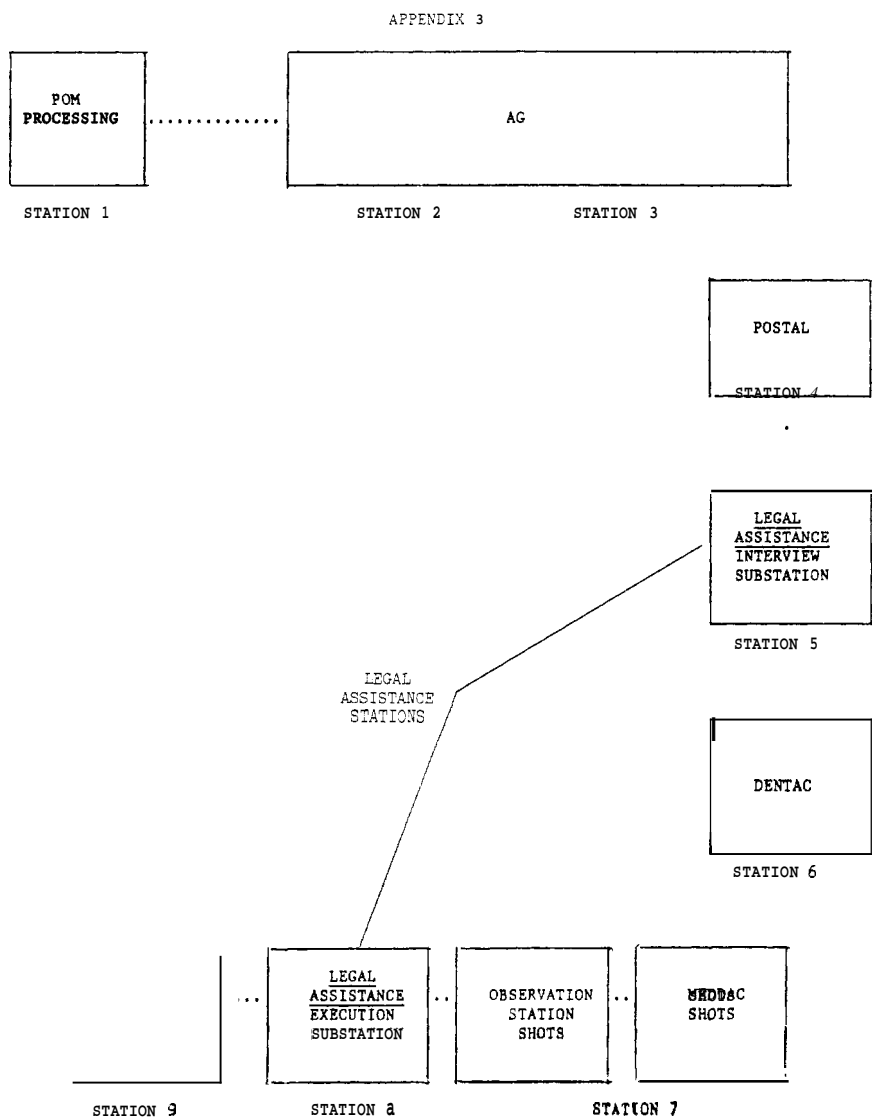 APPENDIX 3
POM
PROCESSING
AG
STATION 1
STATION 2
STATION 3
POSTAL
STATION 4
LEGAL
ASSISTANCE
INTERVIEW
SUBSTATION
STATION 5
LEGAL
ASSISTANCE
STATIONS
DENTAC
STATION 6
LEGAL
ASSISTANCE
EXECUTION
SUBSTATION
OBSERVATION
STATION
SHOTS
SHOTS
STATION 9
STATION a
STATION 7